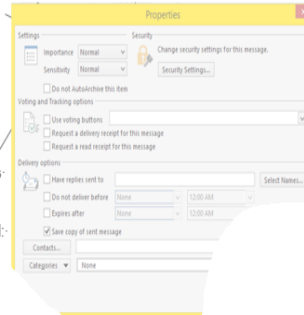 Properties
Settings
Security
Importance Normal
Change security settings for this message.
Sensitivity Normal
Security Settings...
Do not AutoArchive this item
Voting and Tracking options
Use voting buttons
Request a delivery receipt for this message
Request a read receipt for this message
Delivery options
Have replies sent to
Select Names...
Do not deliver before None 12:00 AM
Expires after None 12:00 AM
Save copy of sent message
Contacts...
Categories None